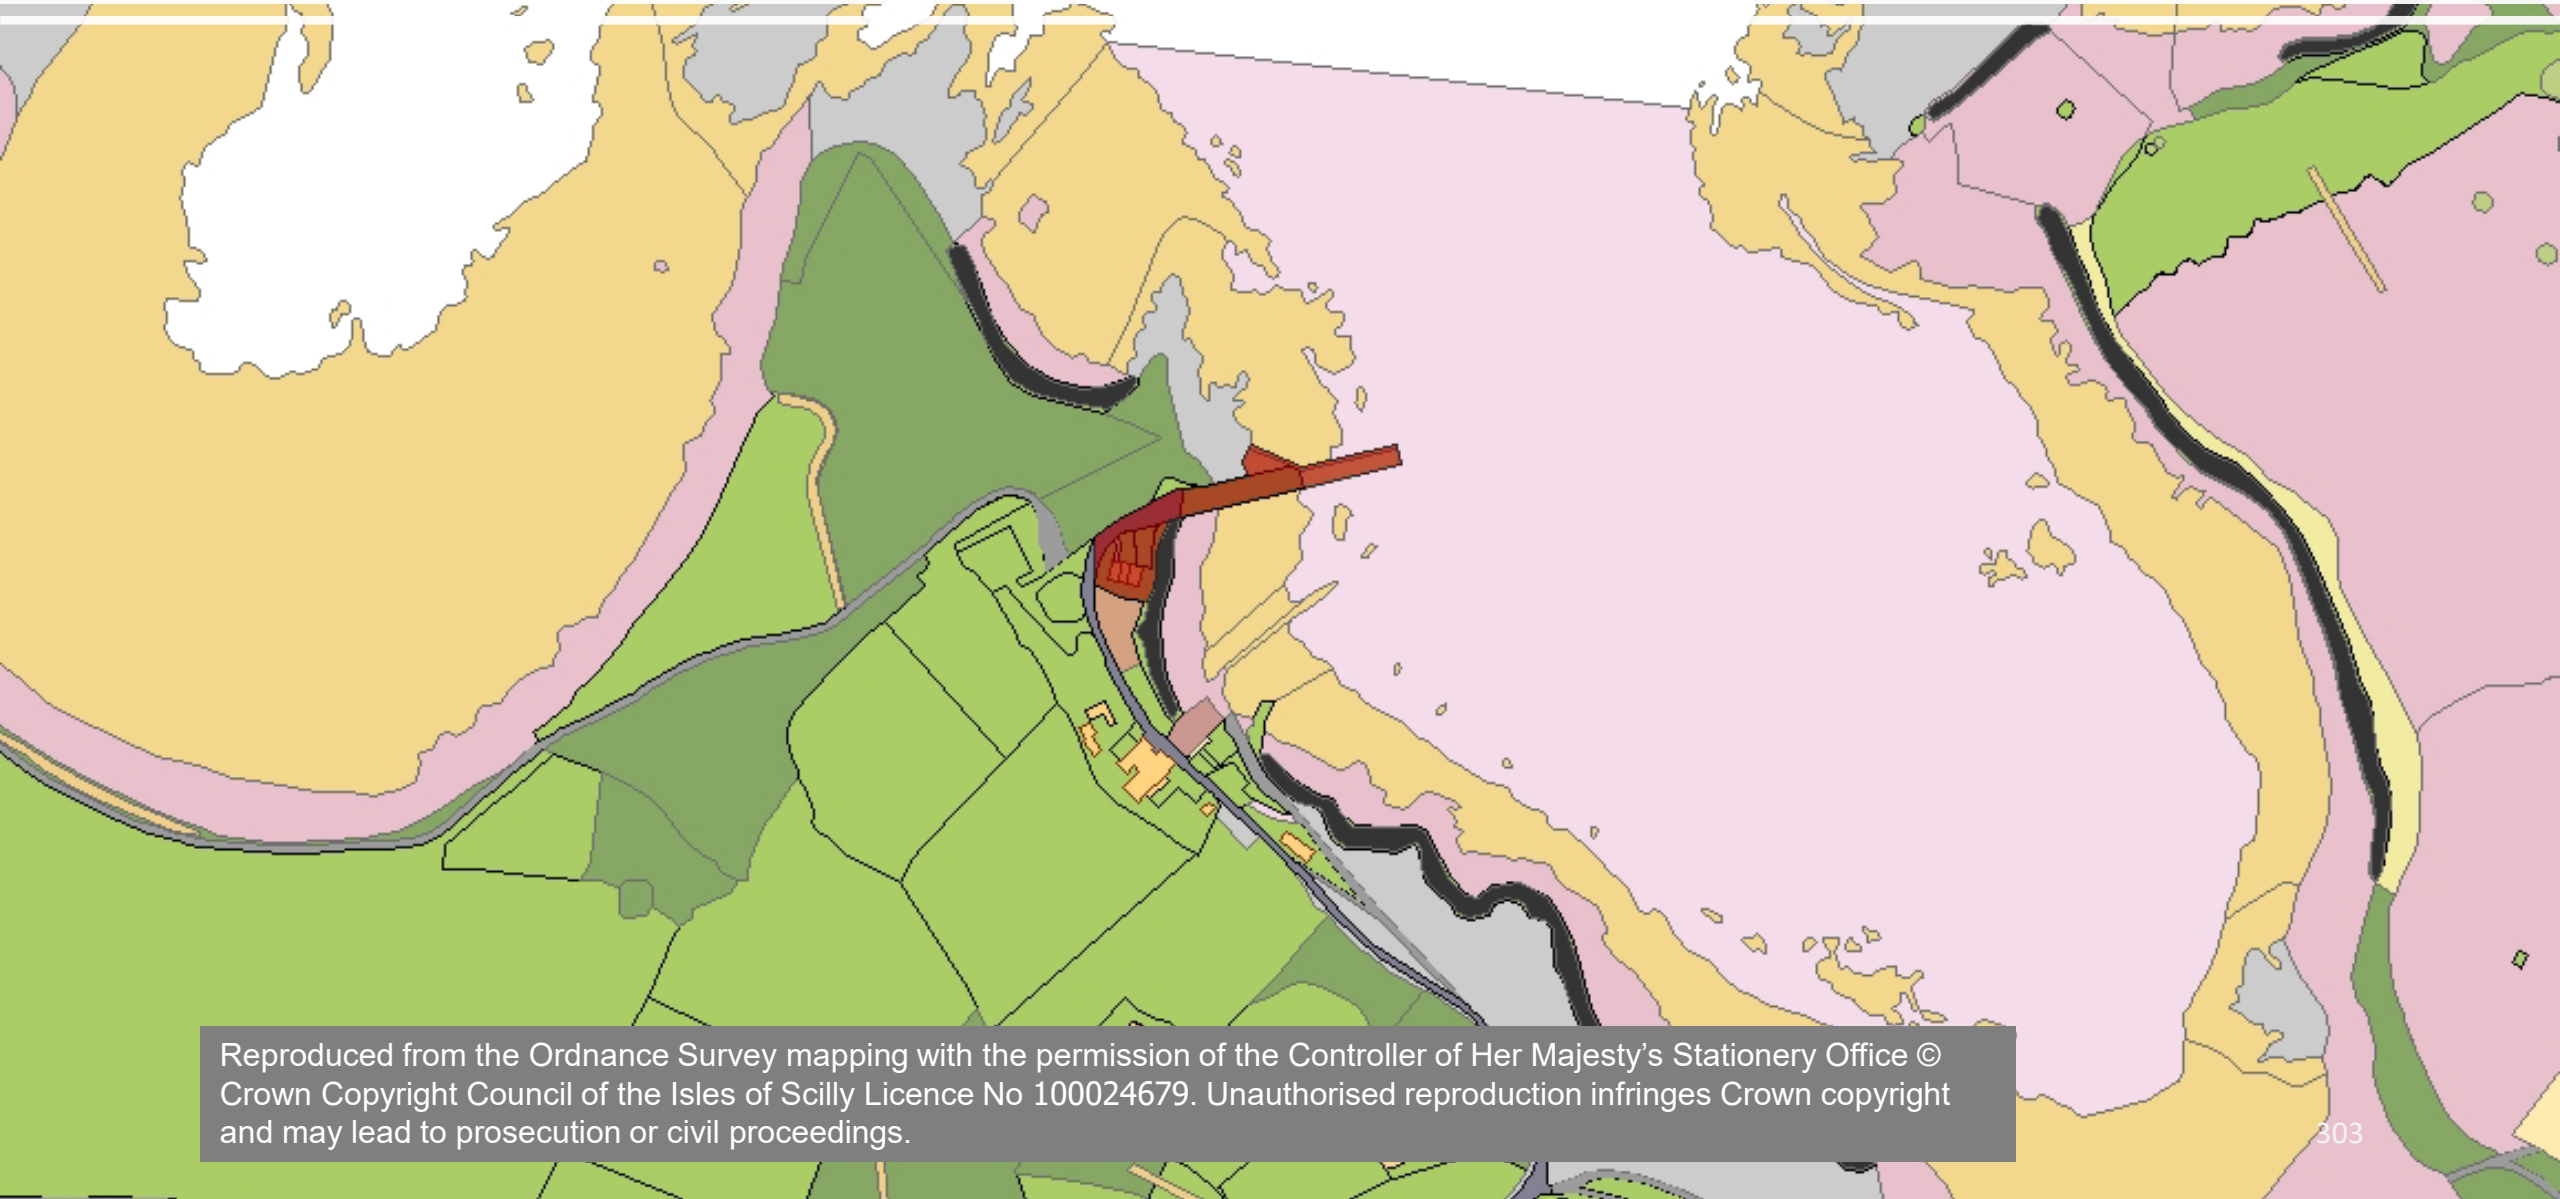 Reproduced from the Ordnance Survey mapping with the permission of the Controller of Her Majesty’s Stationery Office ©
Crown Copyright Council of the Isles of Scilly Licence No 100024679. Unauthorised reproduction infringes Crown copyright
and may lead to prosecution or civil proceedings.
303